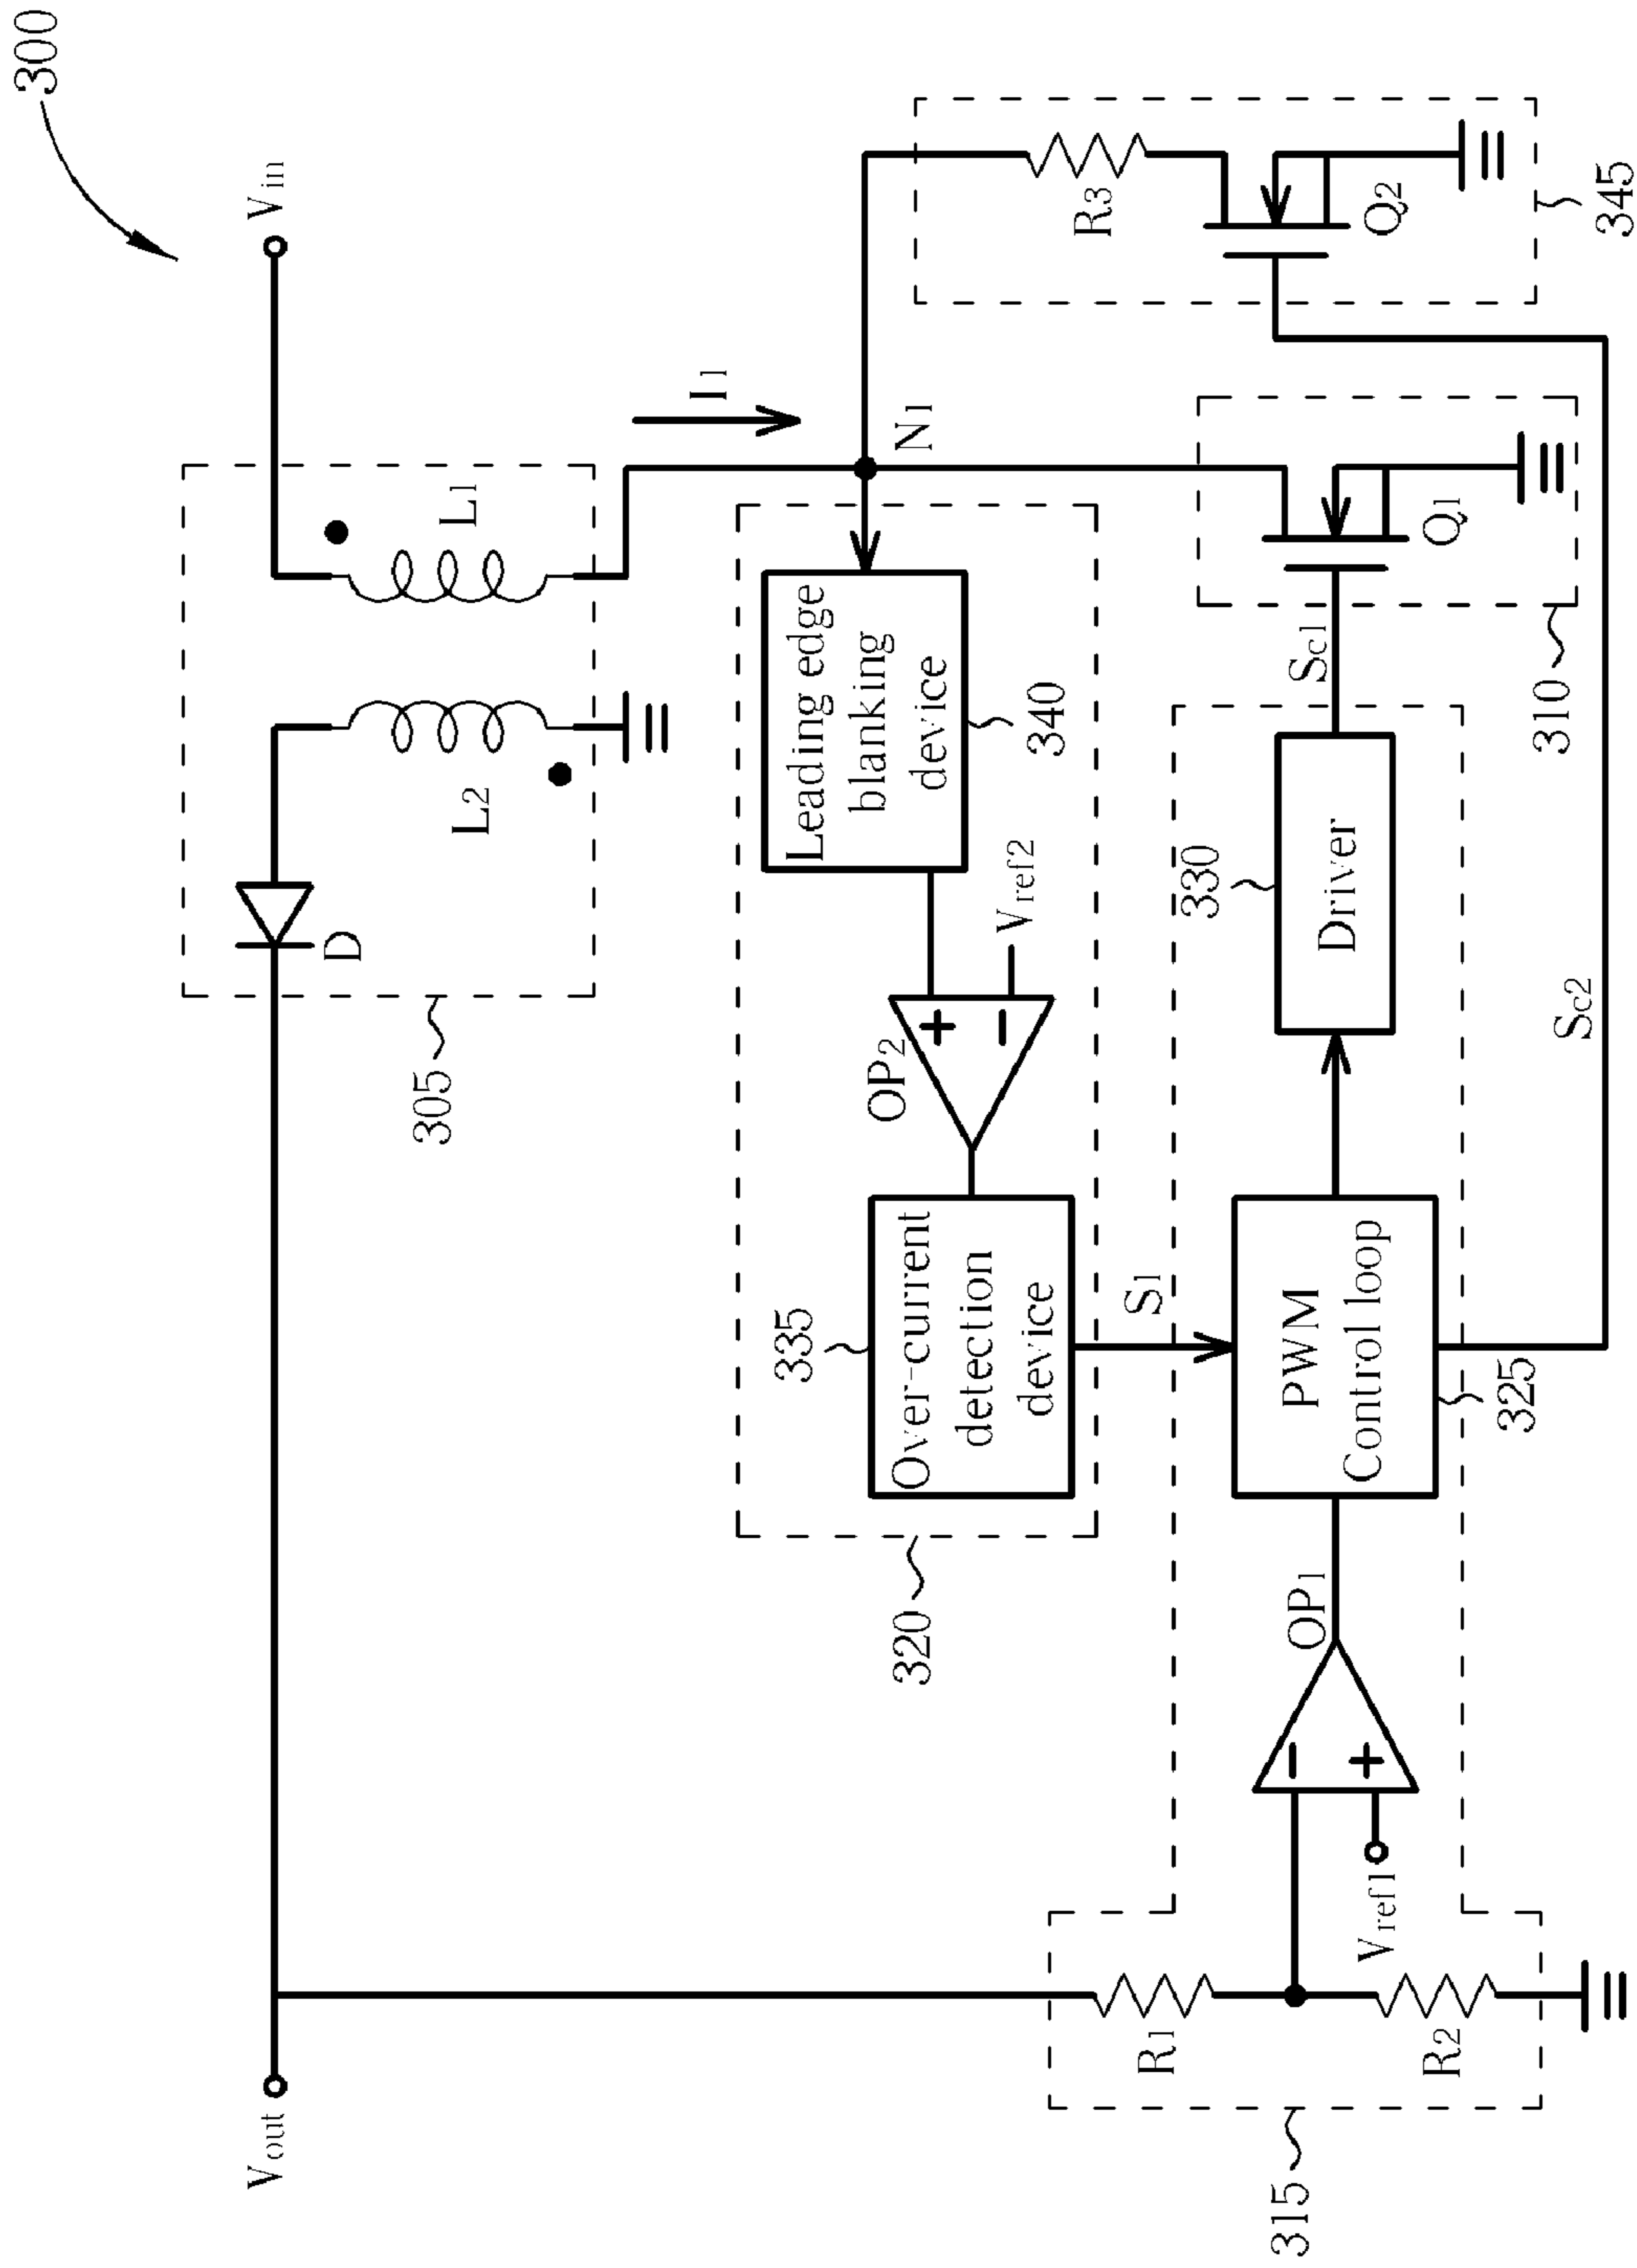 300
Vout
Vin
D
L2
L1
305
I1
N1
335
OP2
Leading edge
blanking
device
340
Over-current
detection
device
Vref2
320
S1
R3
Q2
345
R1
OP1
330
Sc1
PWM
Control loop
Driver
Q1
Vref1
R2
325
310
315
Sc2